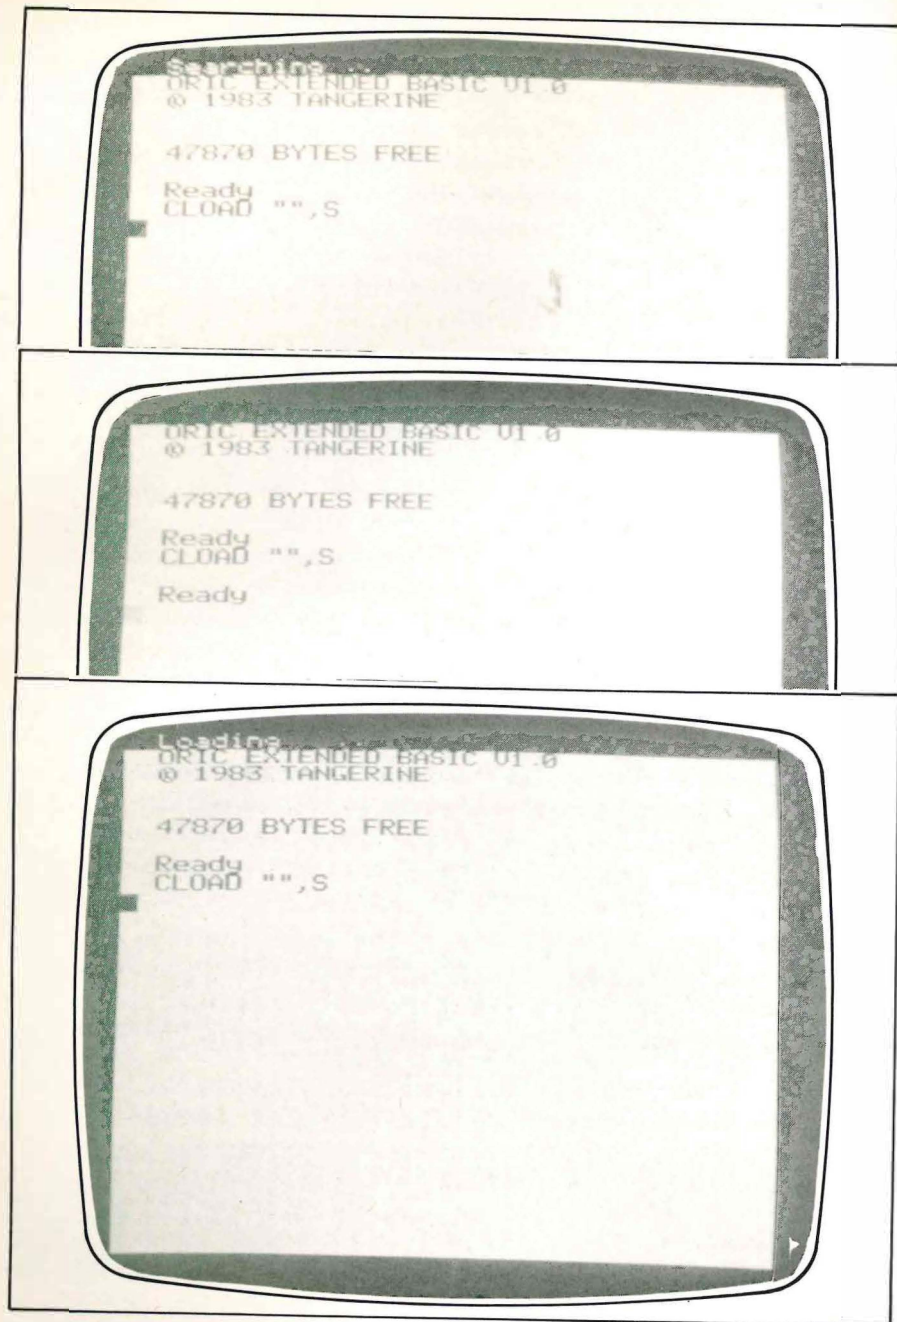 Searching ..
ORIC EXTENDED BASIC V1.0
© 1983 TANGERINE
47870 BYTES FREE
Ready
CLOAD "",S
ORIC EXTENDED BASIC V1.0
© 1983 TANGERINE
47870 BYTES FREE
Ready
CLOAD "",S
Ready
Loading ..
ORIC EXTENDED BASIC V1.0
© 1983 TANGERINE
47870 BYTES FREE
Ready
CLOAD "",S